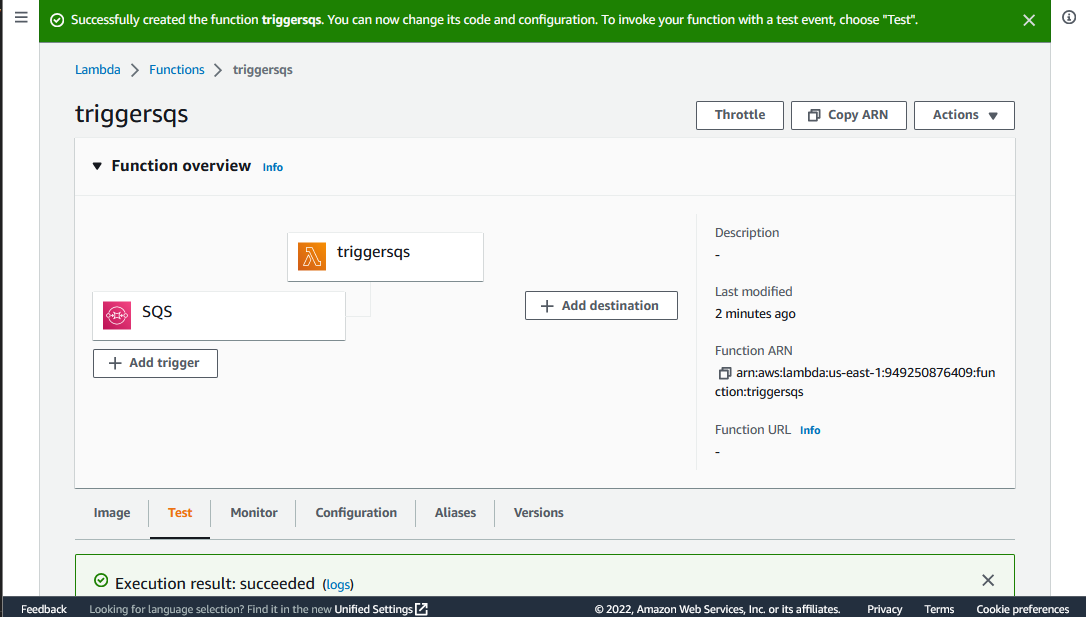 Successfully created the function triggersqs. You can now change its code and configuration. To invoke your function with a test event, choose "Test".
Lambda > Functions > triggersqs
triggersqs
Throttle
Copy ARN
Actions
Function overview Info
triggersqs
SQS
Add trigger
Add destination
Description
-
Last modified
2 minutes ago
Function ARN
arn:aws:lambda:us-east-1:949250876409:fun
ction:triggersqs
Function URL Info
-
Image Test Monitor Configuration Aliases Versions
Execution result: succeeded (logs)
Feedback Looking for language selection? Find it in the new Unified Settings © 2022, Amazon Web Services, Inc. or its affiliates. Privacy Terms Cookie preferences